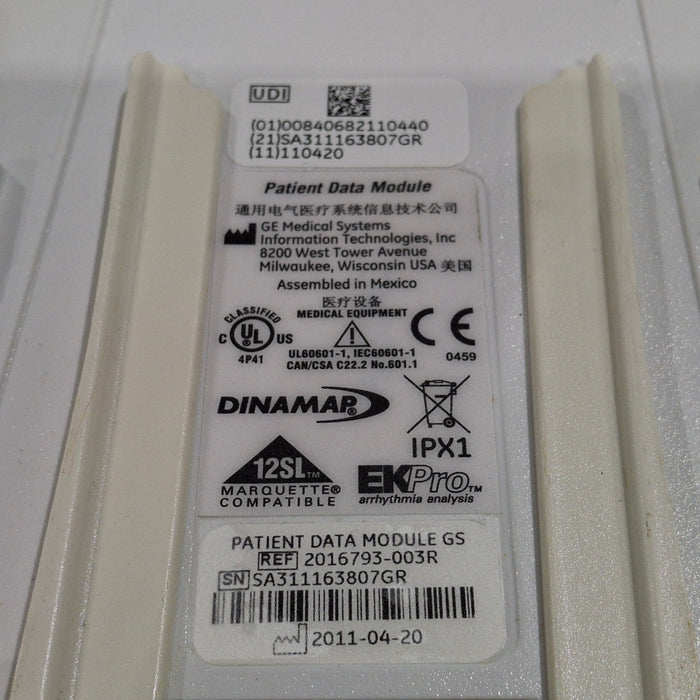 UDI
(01)00840682110440
(21)SA311163807GR
(11)110420
Patient Data Module
通用电气医疗系统信息技术公司
GE Medical Systems
Information Technologies, Inc
8200 West Tower Avenue
Milwaukee, Wisconsin USA 美国
Assembled in Mexico
医疗设备
MEDICAL EQUIPMENT
CLASSIFIED
C UL® US
4P41
UL60601-1, IEC60601-1
CAN/CSA C22.2 No.601.1
CE
0459
DINAMAP®
IPX1
12SL™
MARQUETTE®
COMPATIBLE
EKPro™
arrhythmia analysis
PATIENT DATA MODULE GS
REF 2016793-003R
SN SA311163807GR
2011-04-20